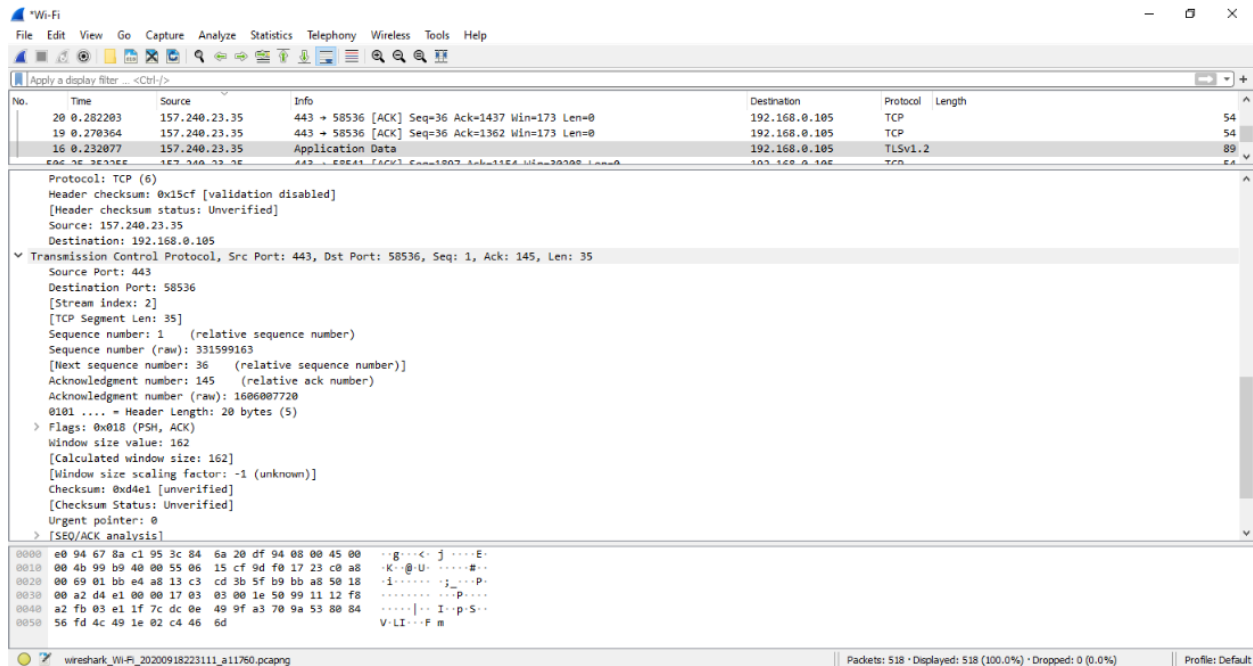 *Wi-Fi
File Edit View Go Capture Analyze Statistics Telephony Wireless Tools Help
Apply a display filter ... <Ctrl-/>
No. Time Source Info Destination Protocol Length
20 0.282203 157.240.23.35 443 → 58536 [ACK] Seq=36 Ack=1437 Win=173 Len=0 192.168.0.105 TCP 54
19 0.270364 157.240.23.35 443 → 58536 [ACK] Seq=36 Ack=1362 Win=173 Len=0 192.168.0.105 TCP 54
16 0.232077 157.240.23.35 Application Data 192.168.0.105 TLSv1.2 89
Protocol: TCP (6)
Header checksum: 0x15cf [validation disabled]
[Header checksum status: Unverified]
Source: 157.240.23.35
Destination: 192.168.0.105
Transmission Control Protocol, Src Port: 443, Dst Port: 58536, Seq: 1, Ack: 145, Len: 35
Source Port: 443
Destination Port: 58536
[Stream index: 2]
[TCP Segment Len: 35]
Sequence number: 1 (relative sequence number)
Sequence number (raw): 331599163
[Next sequence number: 36 (relative sequence number)]
Acknowledgment number: 145 (relative ack number)
Acknowledgment number (raw): 1606007720
0101 .... = Header Length: 20 bytes (5)
Flags: 0x018 (PSH, ACK)
Window size value: 162
[Calculated window size: 162]
[Window size scaling factor: -1 (unknown)]
Checksum: 0xd4e1 [unverified]
[Checksum Status: Unverified]
Urgent pointer: 0
[SEQ/ACK analysis]
0000 e0 94 67 8a c1 95 3c 84 6a 20 df 94 08 00 45 00 ··g···<· j ····E·
0010 00 4b 99 b9 40 00 55 06 15 cf 9d f0 17 23 c0 a8 ·K··@·U· ·····#··
0020 00 69 01 bb e4 a8 13 c3 cd 3b 5f b9 bb a8 50 18 ·i······ ·;_···P·
0030 00 a2 d4 e1 00 00 17 03 03 00 1e 50 99 11 12 f8 ········ ···P····
0040 a2 fb 03 e1 1f 7c dc 0e 49 9f a3 70 9a 53 80 84 ·····|·· I··p·S··
0050 56 fd 4c 49 1e 02 c4 46 6d V·LI···F m
wireshark_Wi-Fi_20200918223111_a11760.pcapng Packets: 518 · Displayed: 518 (100.0%) · Dropped: 0 (0.0%) Profile: Default